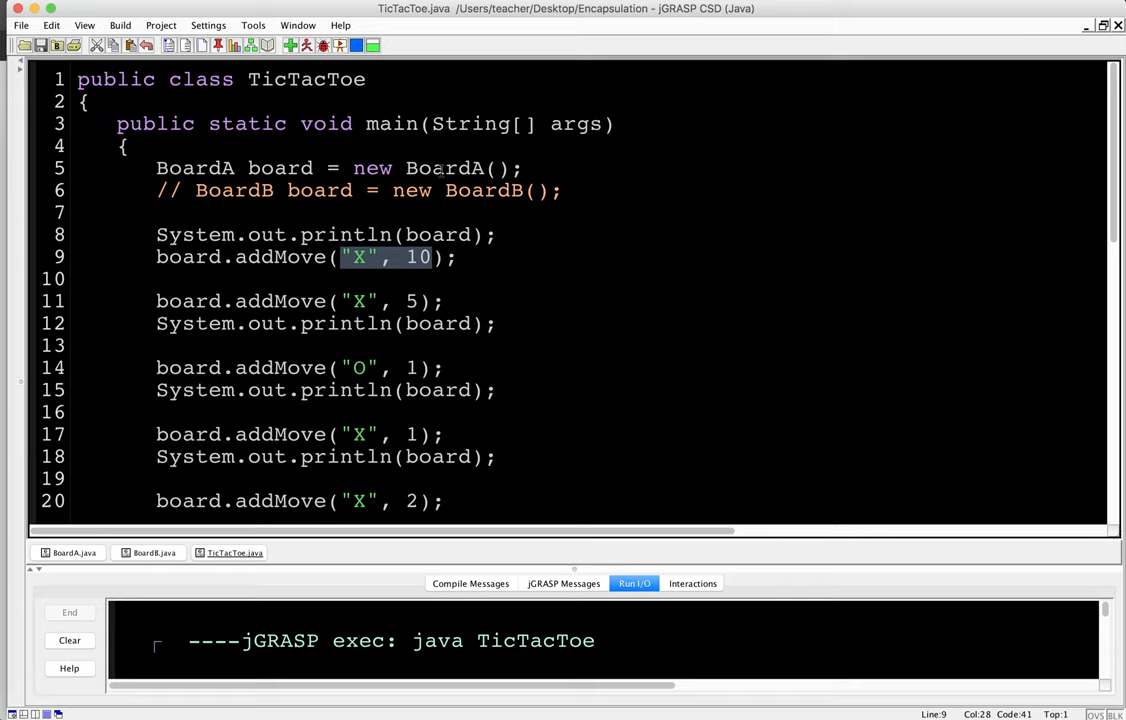 TicTacToe.java /Users/teacher/Desktop/Encapsulation - jGRASP CSD (Java)
File Edit View Build Project Settings Tools Window Help
1 public class TicTacToe
2 {
3 public static void main(String[] args)
4 {
5 BoardA board = new BoardA();
6 // BoardB board = new BoardB();
7
8 System.out.println(board);
9 board.addMove("X", 10);
10
11 board.addMove("X", 5);
12 System.out.println(board);
13
14 board.addMove("O", 1);
15 System.out.println(board);
16
17 board.addMove("X", 1);
18 System.out.println(board);
19
20 board.addMove("X", 2);
BoardA.java BoardB.java TicTacToe.java
Compile Messages jGRASP Messages Run I/O Interactions
End
Clear
Help
----jGRASP exec: java TicTacToe
Line:9 Col:28 Code:41 Top:1 OVS BLK